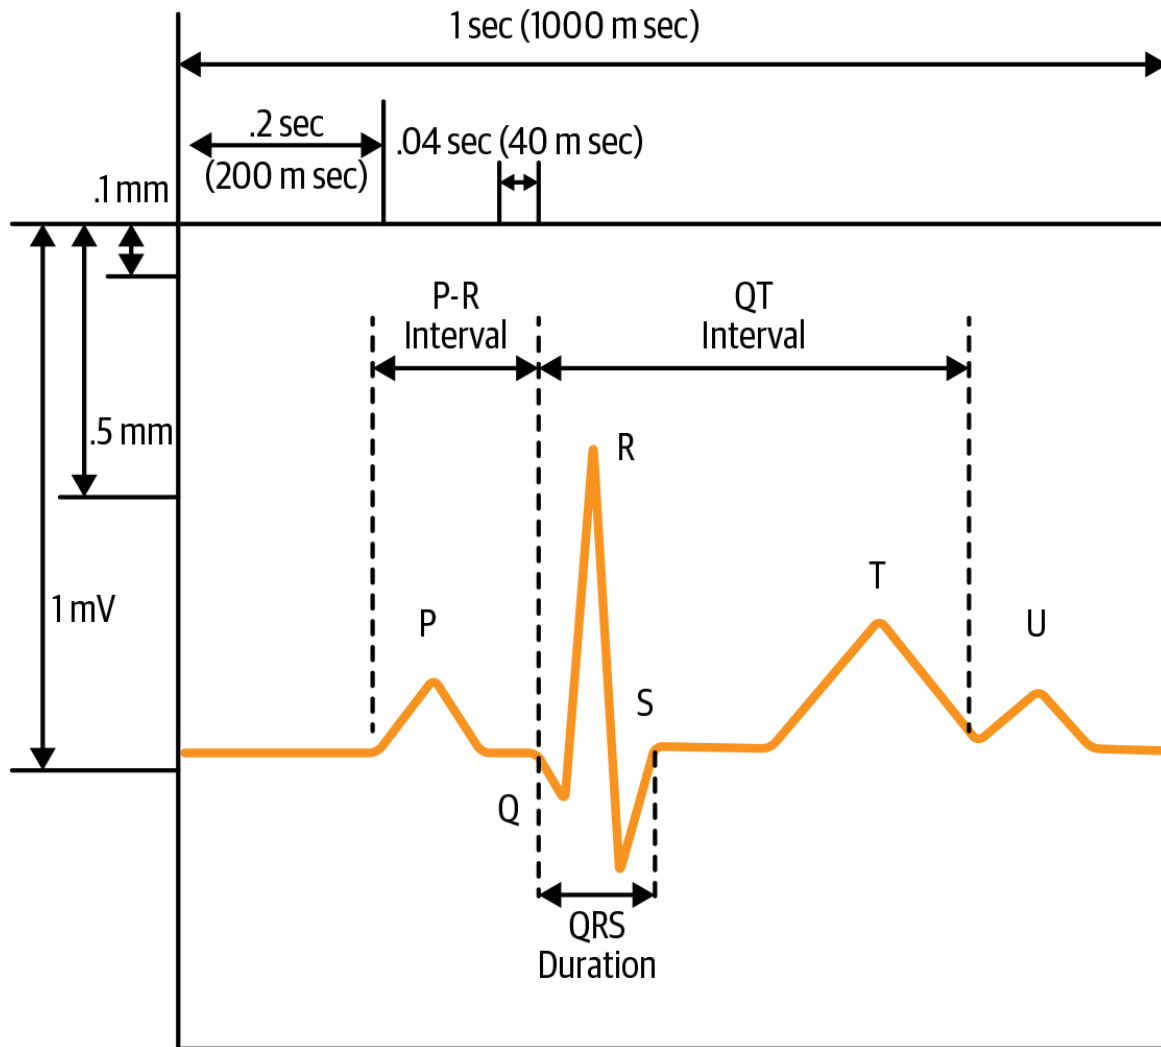 1 sec (1000 m sec)
.2 sec
(200 m sec)
.04 sec (40 m sec)
.1 mm
P-R
Interval
QT
Interval
.5 mm
R
T
1 mV
P
U
S
Q
QRS
Duration